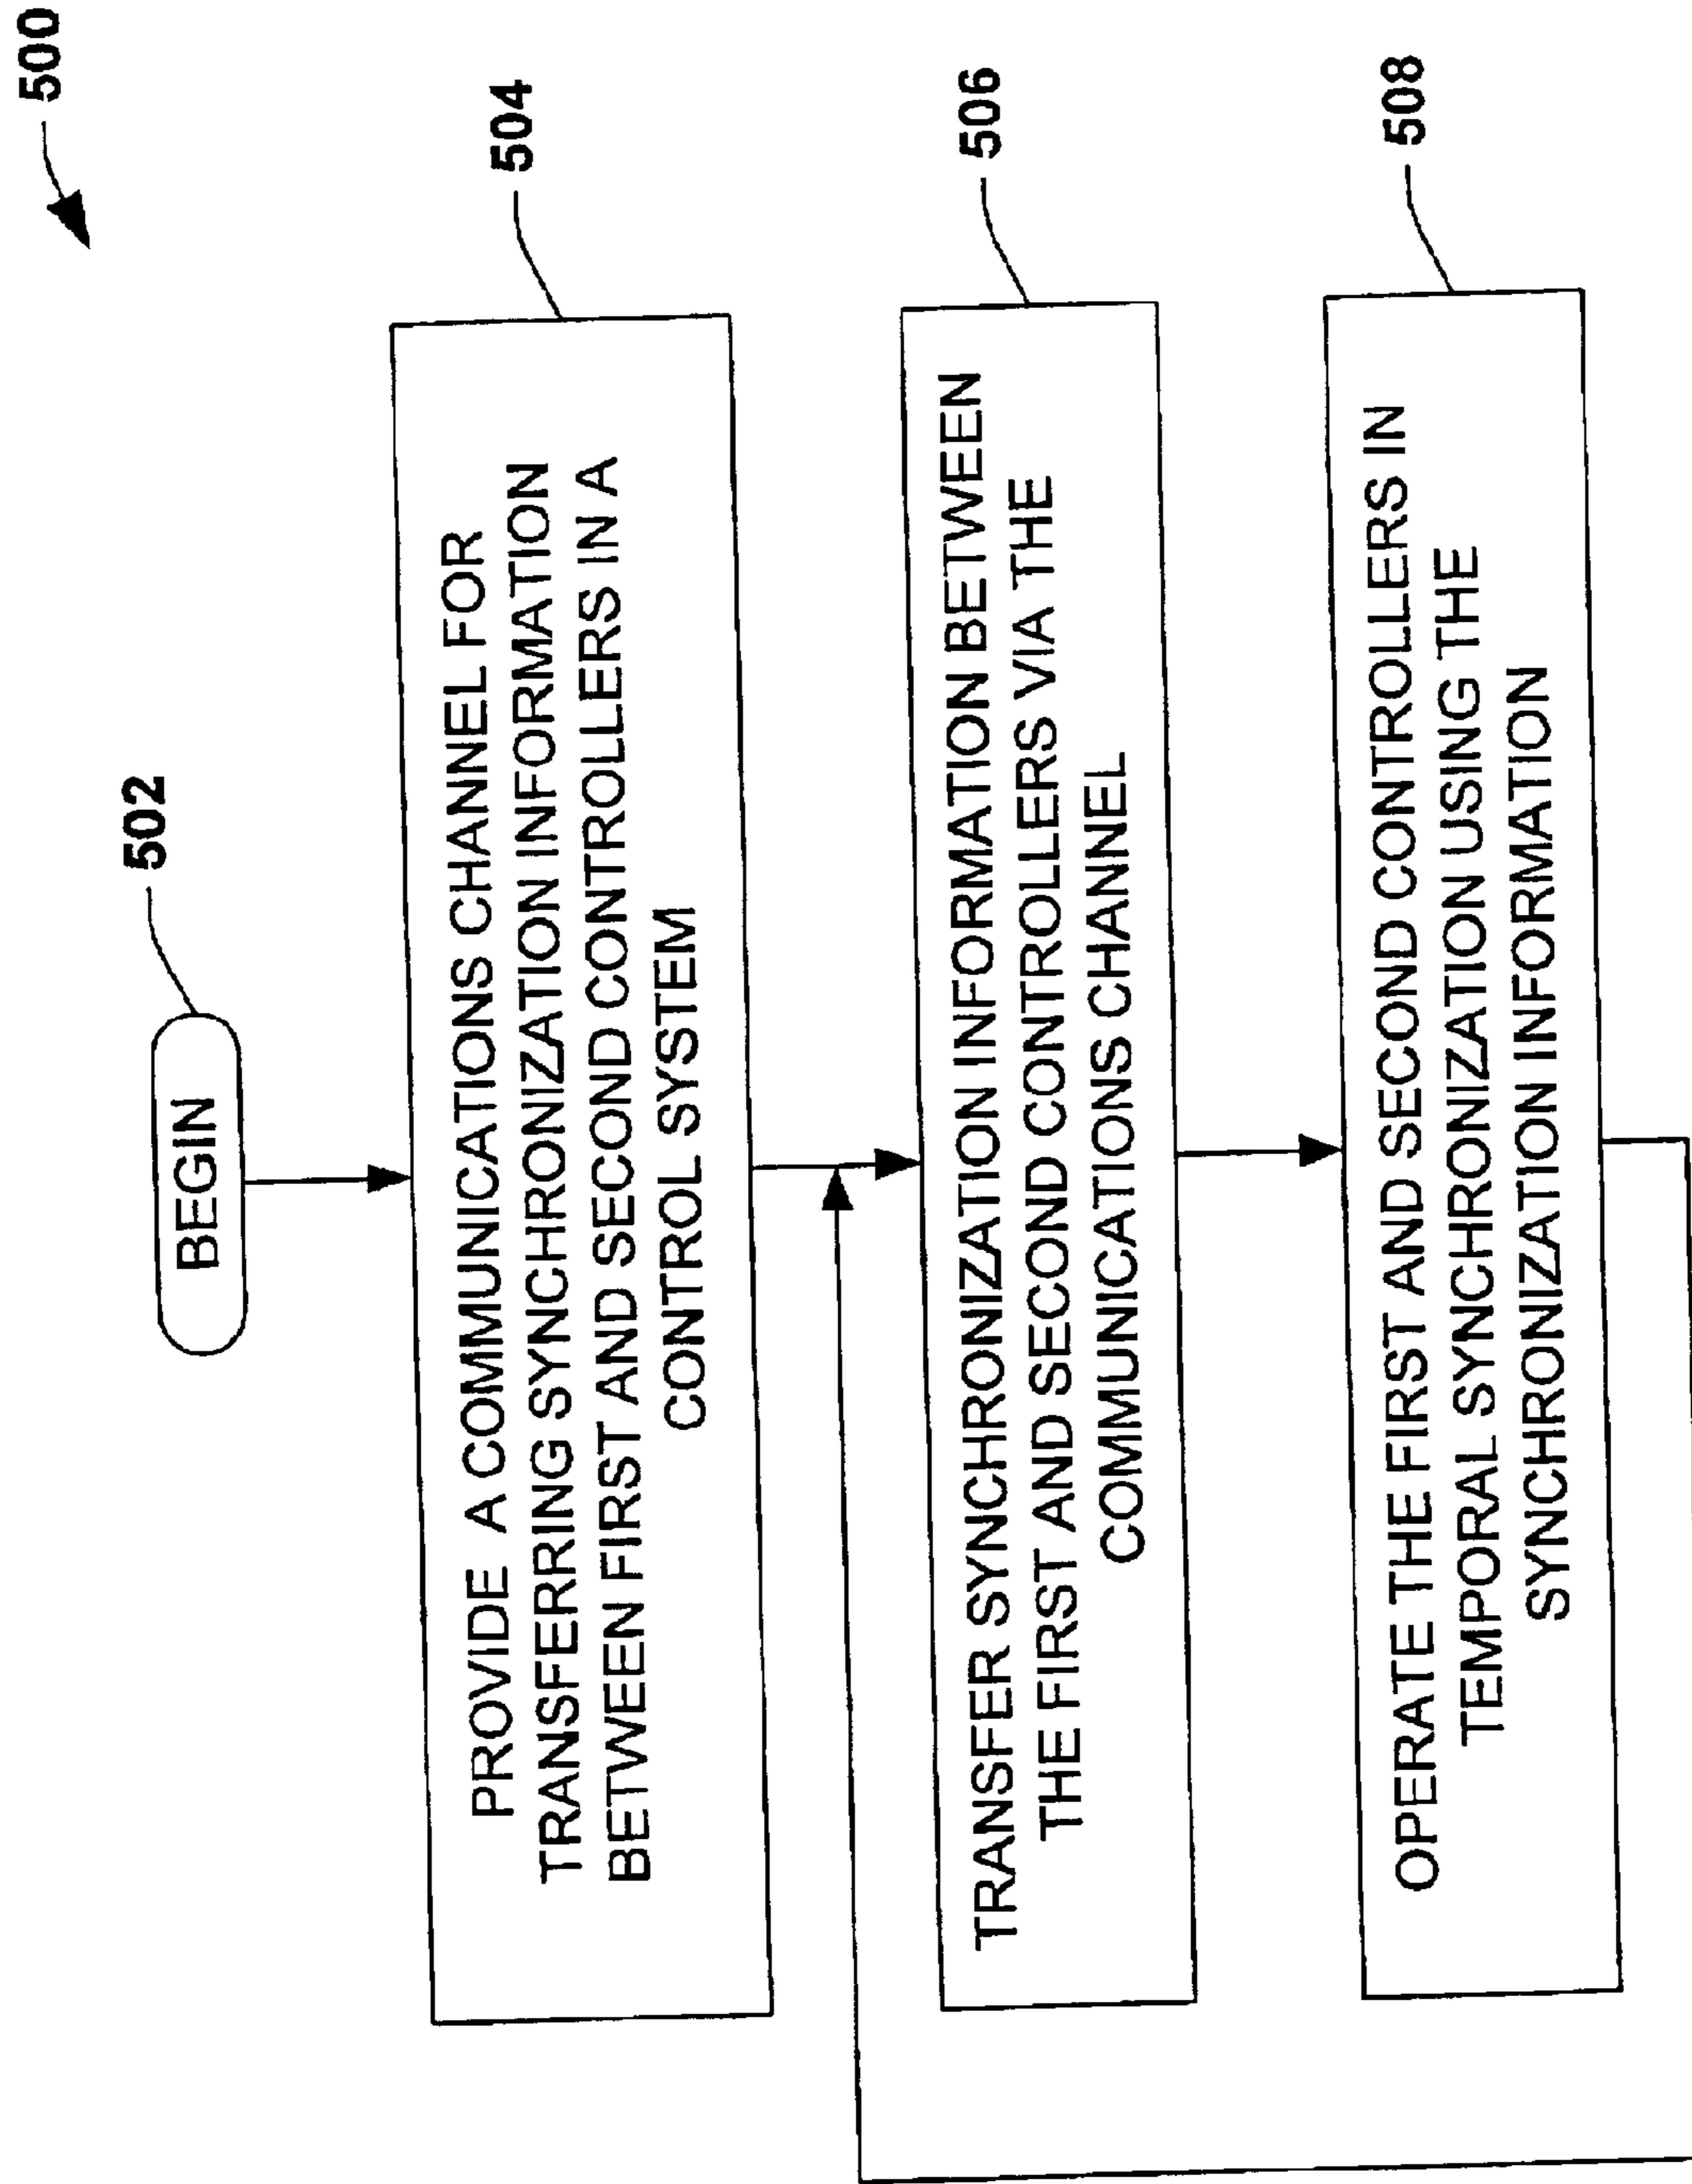 500
502
BEGIN
504
PROVIDE A COMMUNICATIONS CHANNEL FOR
TRANSFERRING SYNCHRONIZATION INFORMATION
BETWEEN FIRST AND SECOND CONTROLLERS IN A
CONTROL SYSTEM
506
TRANSFER SYNCHRONIZATION INFORMATION BETWEEN
THE FIRST AND SECOND CONTROLLERS VIA THE
COMMUNICATIONS CHANNEL
508
OPERATE THE FIRST AND SECOND CONTROLLERS IN
TEMPORAL SYNCHRONIZATION USING THE
SYNCHRONIZATION INFORMATION